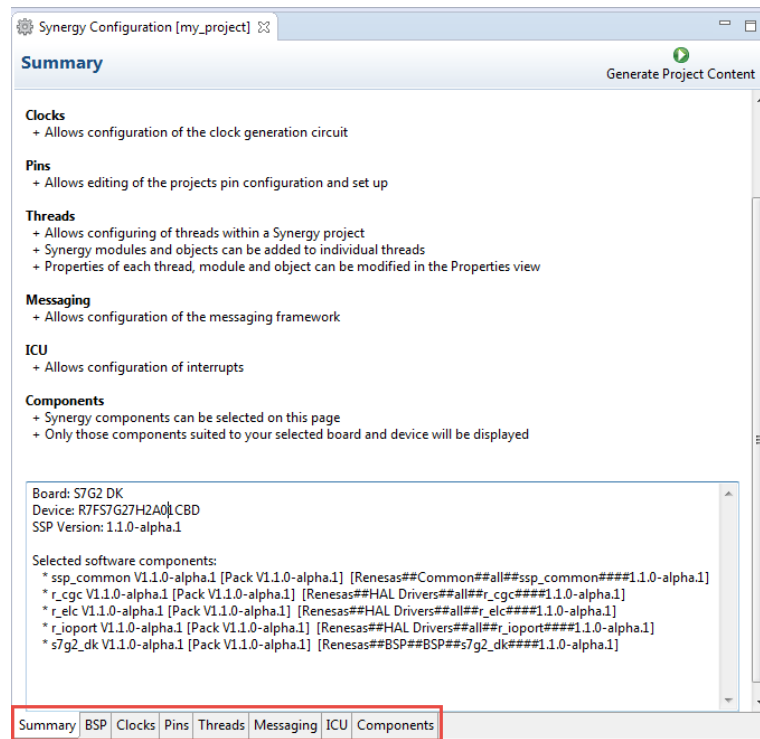 Synergy Configuration [my_project]
Summary
Generate Project Content
Clocks
+ Allows configuration of the clock generation circuit
Pins
+ Allows editing of the projects pin configuration and set up
Threads
+ Allows configuring of threads within a Synergy project
+ Synergy modules and objects can be added to individual threads
+ Properties of each thread, module and object can be modified in the Properties view
Messaging
+ Allows configuration of the messaging framework
ICU
+ Allows configuration of interrupts
Components
+ Synergy components can be selected on this page
+ Only those components suited to your selected board and device will be displayed
Board: S7G2 DK
Device: R7FS7G27H2A01CBD
SSP Version: 1.1.0-alpha.1
Selected software components:
* ssp_common V1.1.0-alpha.1 [Pack V1.1.0-alpha.1] [Renesas##Common##all##ssp_common####1.1.0-alpha.1]
* r_cgc V1.1.0-alpha.1 [Pack V1.1.0-alpha.1] [Renesas##HAL Drivers##all##r_cgc####1.1.0-alpha.1]
* r_elc V1.1.0-alpha.1 [Pack V1.1.0-alpha.1] [Renesas##HAL Drivers##all##r_elc####1.1.0-alpha.1]
* r_ioport V1.1.0-alpha.1 [Pack V1.1.0-alpha.1] [Renesas##HAL Drivers##all##r_ioport####1.1.0-alpha.1]
* s7g2_dk V1.1.0-alpha.1 [Pack V1.1.0-alpha.1] [Renesas##BSP##BSP##s7g2_dk####1.1.0-alpha.1]
Summary BSP Clocks Pins Threads Messaging ICU Components